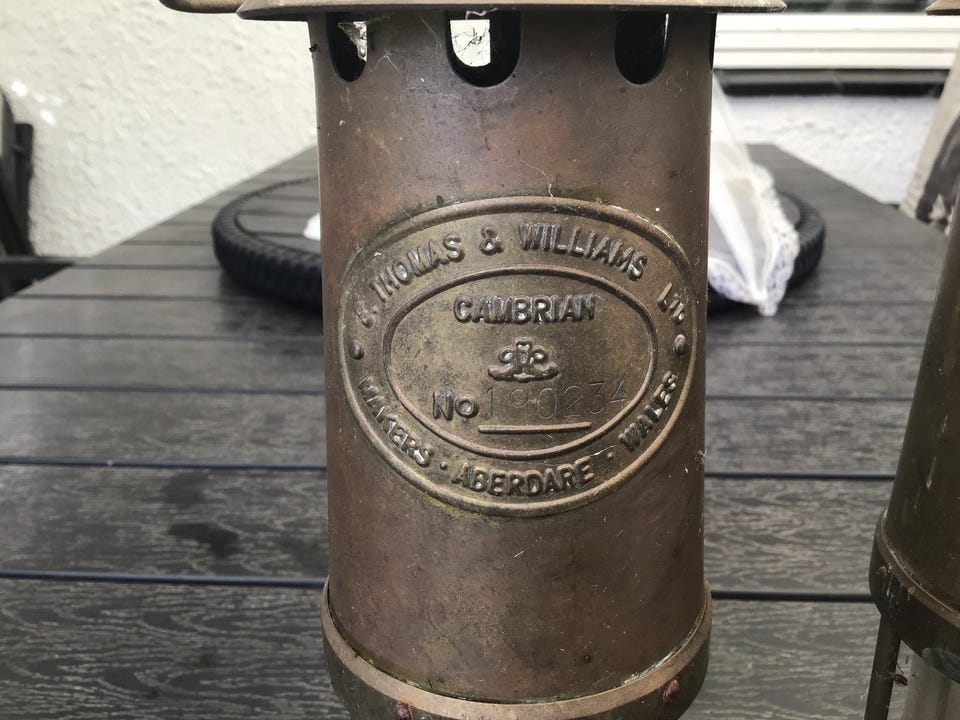 E. THOMAS & WILLIAMS LTD.
CAMBRIAN
No 190234
MAKERS · ABERDARE · WALES